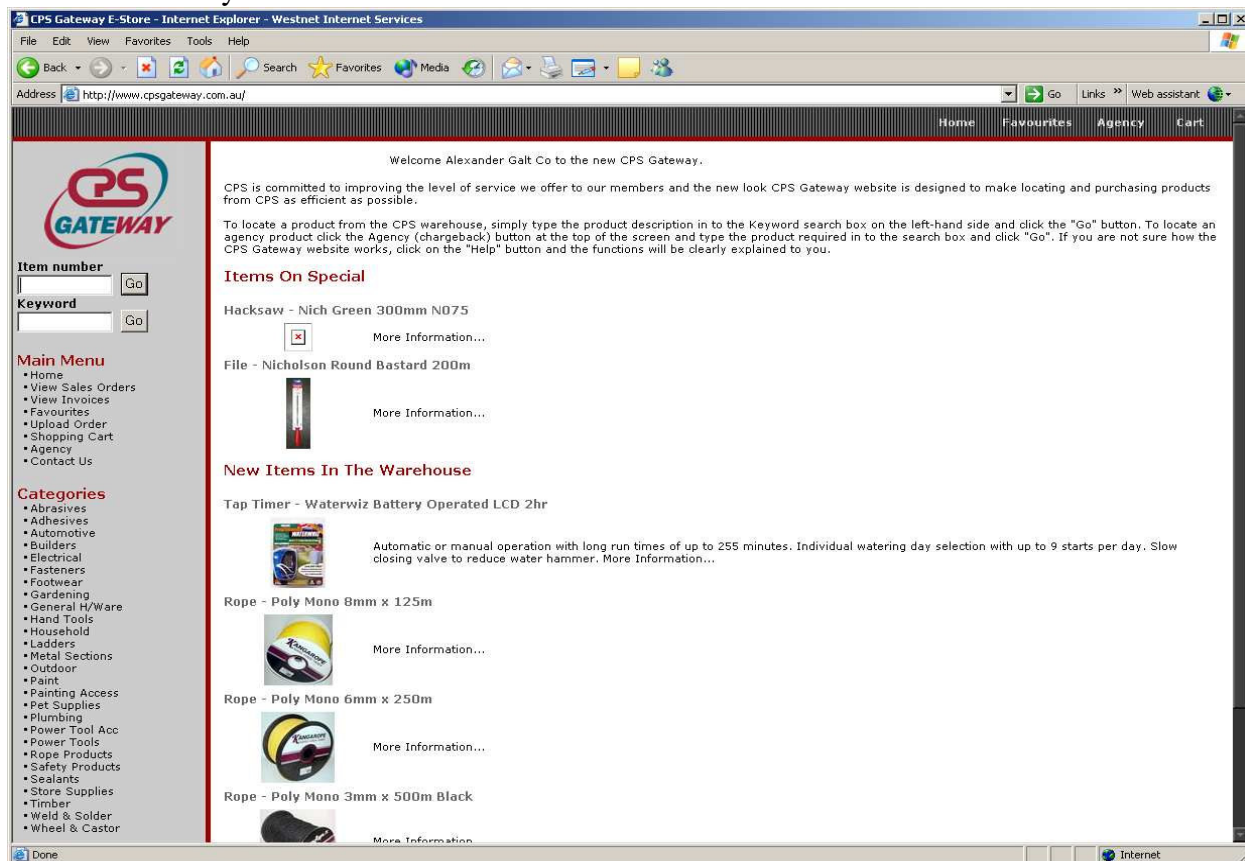 CPS Gateway E-Store - Internet Explorer - Westnet Internet Services
File Edit View Favorites Tools Help
Back Search Favorites Media
Address http://www.cpsgateway.com.au/ Go Links » Web assistant
Home Favourites Agency Cart
CPS
GATEWAY
Item number
Go
Keyword
Go
Main Menu
• Home
• View Sales Orders
• View Invoices
• Favourites
• Upload Order
• Shopping Cart
• Agency
• Contact Us
Categories
• Abrasives
• Adhesives
• Automotive
• Builders
• Electrical
• Fasteners
• Footwear
• Gardening
• General H/Ware
• Hand Tools
• Household
• Ladders
• Metal Sections
• Outdoor
• Paint
• Painting Access
• Pet Supplies
• Plumbing
• Power Tool Acc
• Power Tools
• Rope Products
• Safety Products
• Sealants
• Store Supplies
• Timber
• Weld & Solder
• Wheel & Castor
Welcome Alexander Galt Co to the new CPS Gateway.
CPS is committed to improving the level of service we offer to our members and the new look CPS Gateway website is designed to make locating and purchasing products
from CPS as efficient as possible.
To locate a product from the CPS warehouse, simply type the product description in to the Keyword search box on the left-hand side and click the "Go" button. To locate an
agency product click the Agency (chargeback) button at the top of the screen and type the product required in to the search box and click "Go". If you are not sure how the
CPS Gateway website works, click on the "Help" button and the functions will be clearly explained to you.
Items On Special
Hacksaw - Nich Green 300mm N075
More Information...
File - Nicholson Round Bastard 200m
More Information...
New Items In The Warehouse
Tap Timer - Waterwiz Battery Operated LCD 2hr
Automatic or manual operation with long run times of up to 255 minutes. Individual watering day selection with up to 9 starts per day. Slow
closing valve to reduce water hammer. More Information...
Rope - Poly Mono 8mm x 125m
KANGAROPE
More Information...
Rope - Poly Mono 6mm x 250m
KANGAROPE
More Information...
Rope - Poly Mono 3mm x 500m Black
More Information
Done
Internet